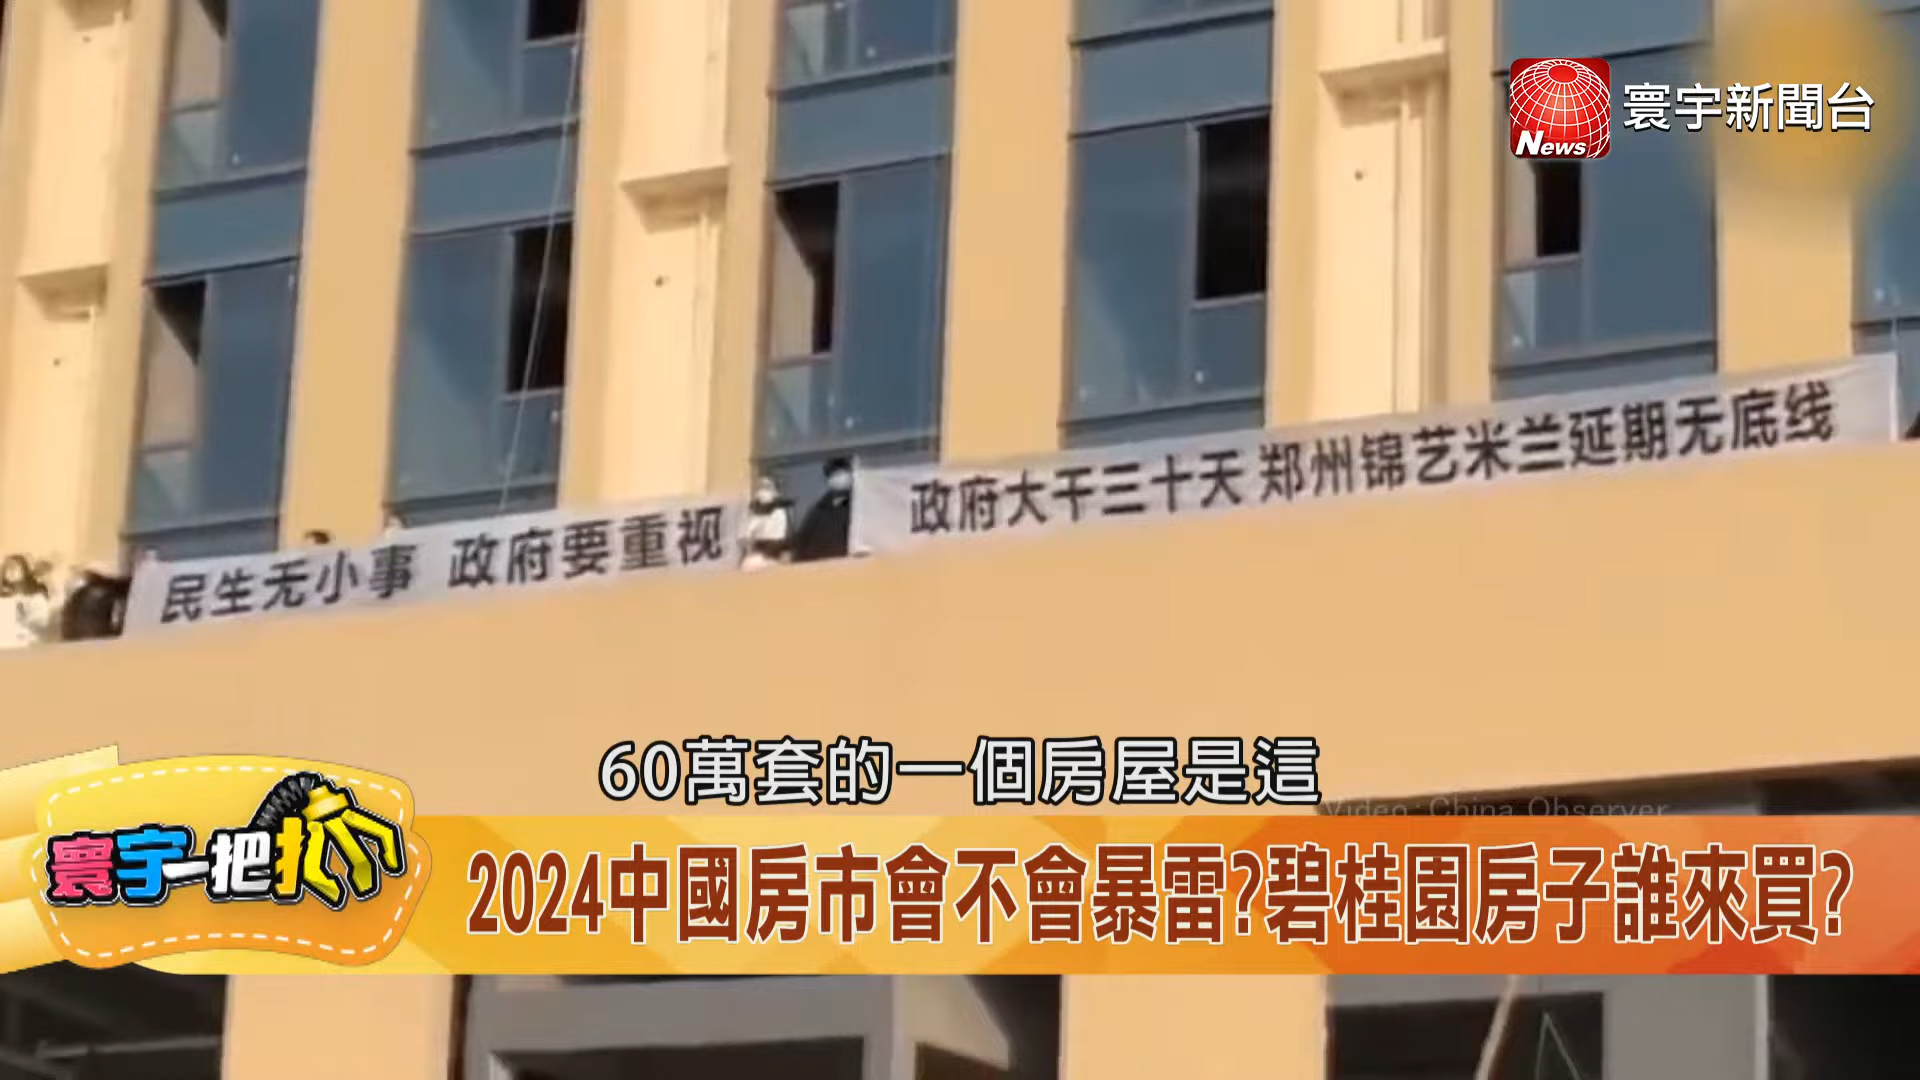 News
寰宇新聞台
民生无小事 政府要重视
政府大干三十天 郑州锦艺米兰延期无底线
60萬套的一個房屋是這
Video: China Observer
寰宇一把抓
2024中國房市會不會暴雷?碧桂園房子誰來買?